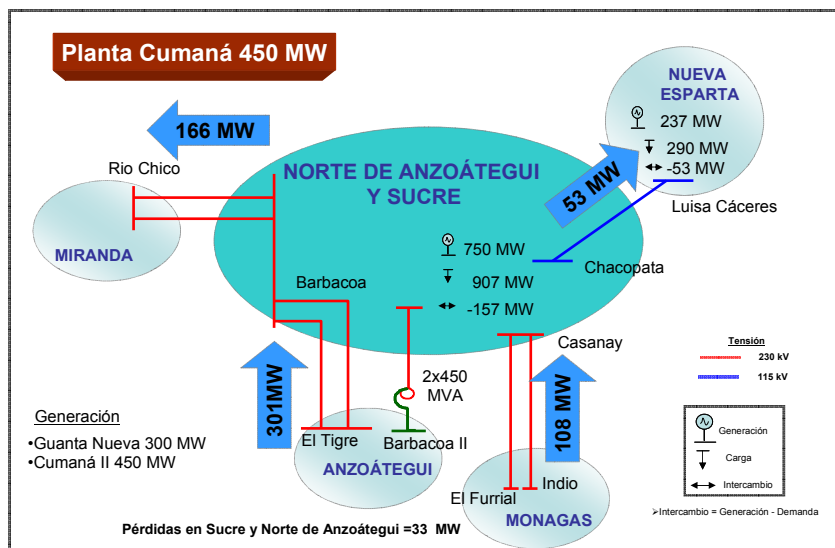 Planta Cumaná 450 MW
166 MW
Rio Chico
MIRANDA
NORTE DE ANZOÁTEGUI
Y SUCRE
750 MW
907 MW
-157 MW
Barbacoa
Chacopata
Casanay
NUEVA
ESPARTA
237 MW
290 MW
-53 MW
53 MW
Luisa Cáceres
Tensión
230 kV
115 kV
301MW
2x450
MVA
108 MW
Generación
•Guanta Nueva 300 MW
•Cumaná II 450 MW
El Tigre
Barbacoa II
ANZOÁTEGUI
El Furrial
Indio
MONAGAS
Generación
Carga
Intercambio
➢Intercambio = Generación - Demanda
Pérdidas en Sucre y Norte de Anzoátegui =33 MW